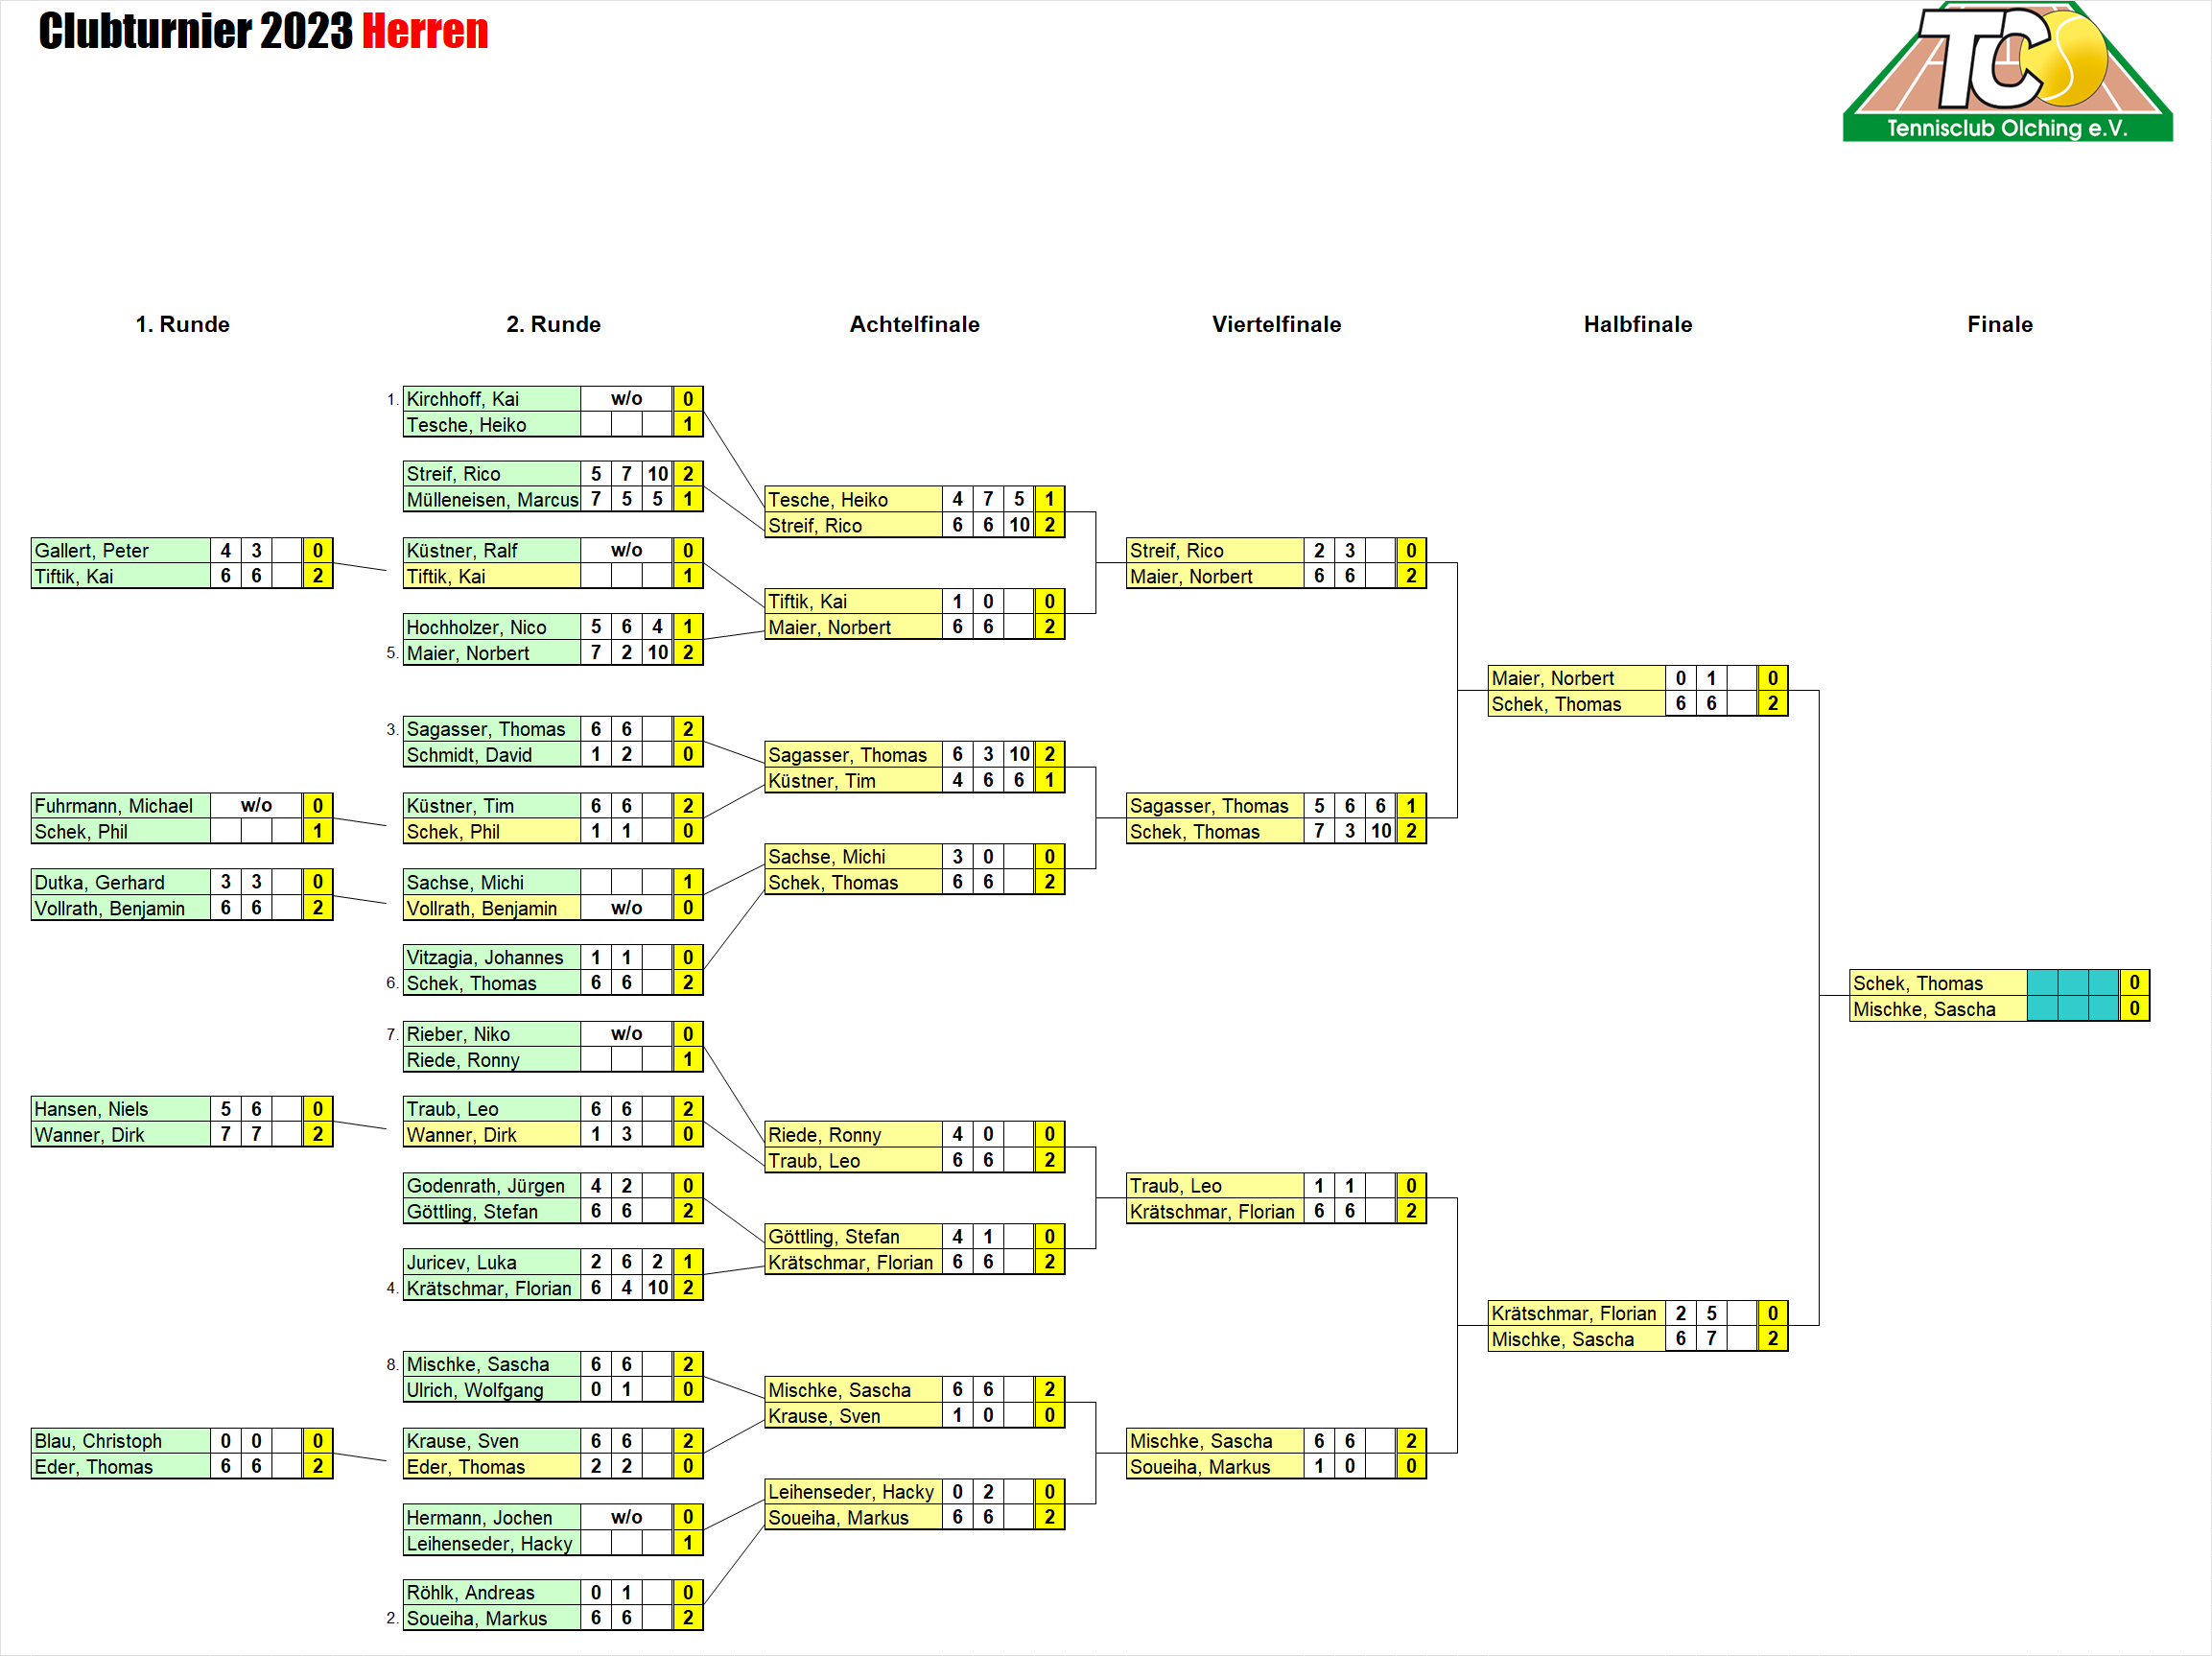 Clubturnier 2023 Herren
TCO
Tennisclub Olching e.V.
1. Runde 2. Runde Achtelfinale Viertelfinale Halbfinale Finale
Gallert, Peter 4 3 0
Tiftik, Kai 6 6 2
Fuhrmann, Michael w/o 0
Schek, Phil 1
Dutka, Gerhard 3 3 0
Vollrath, Benjamin 6 6 2
Hansen, Niels 5 6 0
Wanner, Dirk 7 7 2
Blau, Christoph 0 0 0
Eder, Thomas 6 6 2
1. Kirchhoff, Kai w/o 0
Tesche, Heiko 1
Streif, Rico 5 7 10 2
Mülleneisen, Marcus 7 5 5 1
Küstner, Ralf w/o 0
Tiftik, Kai 1
Hochholzer, Nico 5 6 4 1
5. Maier, Norbert 7 2 10 2
3. Sagasser, Thomas 6 6 2
Schmidt, David 1 2 0
Küstner, Tim 6 6 2
Schek, Phil 1 1 0
Sachse, Michi 1
Vollrath, Benjamin w/o 0
Vitzagia, Johannes 1 1 0
6. Schek, Thomas 6 6 2
7. Rieber, Niko w/o 0
Riede, Ronny 1
Traub, Leo 6 6 2
Wanner, Dirk 1 3 0
Godenrath, Jürgen 4 2 0
Göttling, Stefan 6 6 2
Juricev, Luka 2 6 2 1
4. Krätschmar, Florian 6 4 10 2
8. Mischke, Sascha 6 6 2
Ulrich, Wolfgang 0 1 0
Krause, Sven 6 6 2
Eder, Thomas 2 2 0
Hermann, Jochen w/o 0
Leihenseder, Hacky 1
Röhlk, Andreas 0 1 0
2. Soueiha, Markus 6 6 2
Tesche, Heiko 4 7 5 1
Streif, Rico 6 6 10 2
Tiftik, Kai 1 0 0
Maier, Norbert 6 6 2
Sagasser, Thomas 6 3 10 2
Küstner, Tim 4 6 6 1
Sachse, Michi 3 0 0
Schek, Thomas 6 6 2
Riede, Ronny 4 0 0
Traub, Leo 6 6 2
Göttling, Stefan 4 1 0
Krätschmar, Florian 6 6 2
Mischke, Sascha 6 6 2
Krause, Sven 1 0 0
Leihenseder, Hacky 0 2 0
Soueiha, Markus 6 6 2
Streif, Rico 2 3 0
Maier, Norbert 6 6 2
Sagasser, Thomas 5 6 6 1
Schek, Thomas 7 3 10 2
Traub, Leo 1 1 0
Krätschmar, Florian 6 6 2
Mischke, Sascha 6 6 2
Soueiha, Markus 1 0 0
Maier, Norbert 0 1 0
Schek, Thomas 6 6 2
Krätschmar, Florian 2 5 0
Mischke, Sascha 6 7 2
Schek, Thomas 0
Mischke, Sascha 0